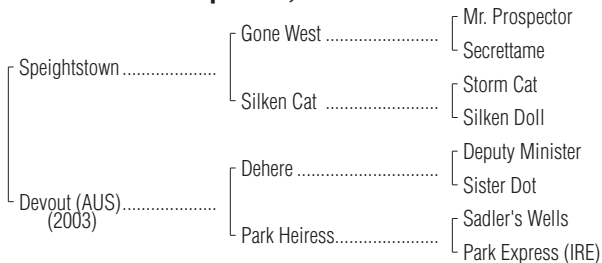 Mr. Prospector
Gone West ........................
Secrettame
Speightstown ....................
Storm Cat
Silken Cat ........................
Silken Doll
Deputy Minister
Dehere ..............................
Sister Dot
Devout (AUS)....................
(2003)
Sadler's Wells
Park Heiress......................
Park Express (IRE)